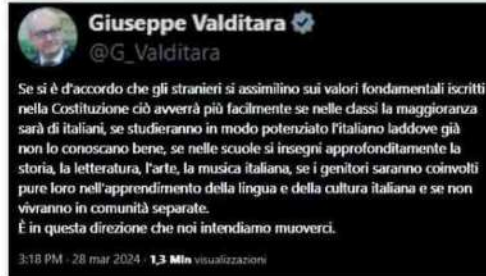 Giuseppe Valditara
@G_Valditara
Se si è d'accordo che gli stranieri si assimilino sui valori fondamentali iscritti
nella Costituzione ciò avverrà più facilmente se nelle classi la maggioranza
sarà di italiani, se studieranno in modo potenziato l'italiano laddove già
non lo conoscano bene, se nelle scuole si insegni approfonditamente la
storia, la letteratura, l'arte, la musica italiana, se i genitori saranno coinvolti
pure loro nell'apprendimento della lingua e della cultura italiana e se non
vivranno in comunità separate.
È in questa direzione che noi intendiamo muoverci.
3:18 PM · 28 mar 2024 · 1,3 Mln visualizzazioni